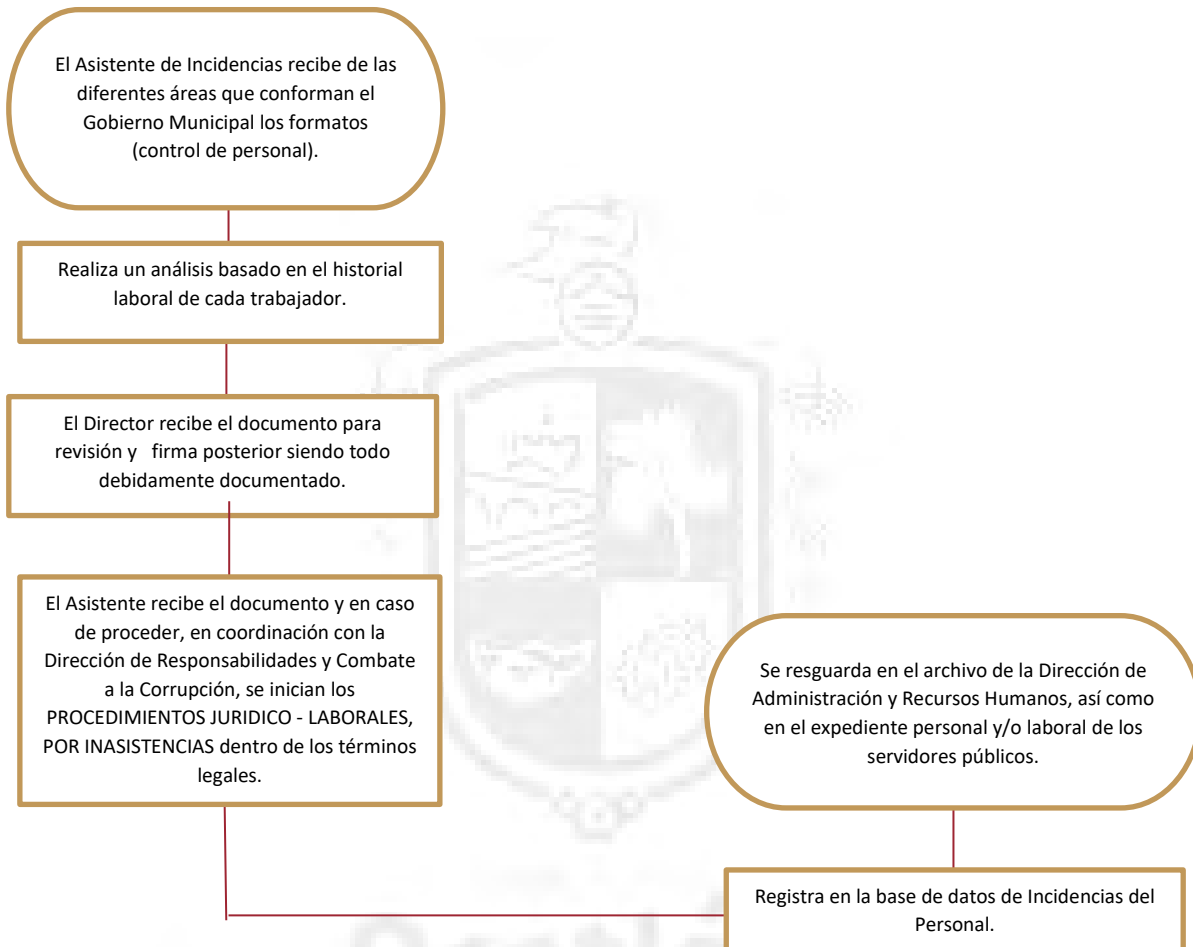 El Asistente de Incidencias recibe de las
diferentes áreas que conforman el
Gobierno Municipal los formatos
(control de personal).
Realiza un análisis basado en el historial
laboral de cada trabajador.
El Director recibe el documento para
revisión y firma posterior siendo todo
debidamente documentado.
El Asistente recibe el documento y en caso
de proceder, en coordinación con la
Dirección de Responsabilidades y Combate
a la Corrupción, se inician los
PROCEDIMIENTOS JURIDICO - LABORALES,
POR INASISTENCIAS dentro de los términos
legales.
Se resguarda en el archivo de la Dirección de
Administración y Recursos Humanos, así como
en el expediente personal y/o laboral de los
servidores públicos.
Registra en la base de datos de Incidencias del
Personal.